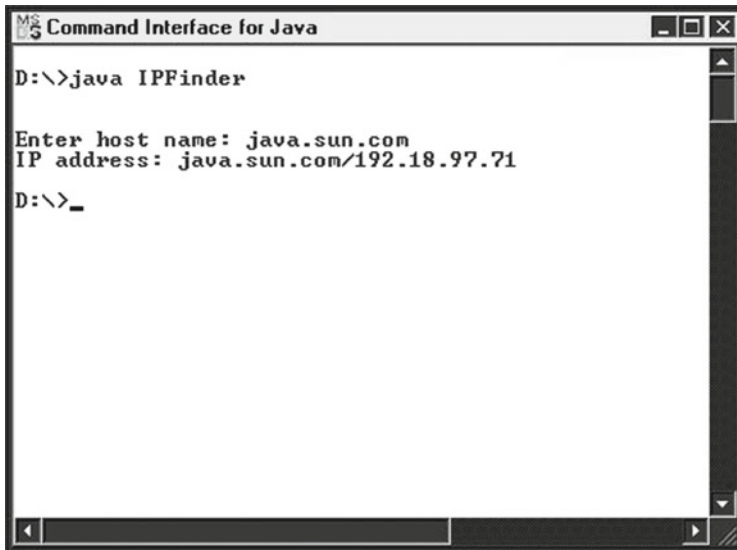 Command Interface for Java
D:\>java IPFinder
Enter host name: java.sun.com
IP address: java.sun.com/192.18.97.71
D:\>_